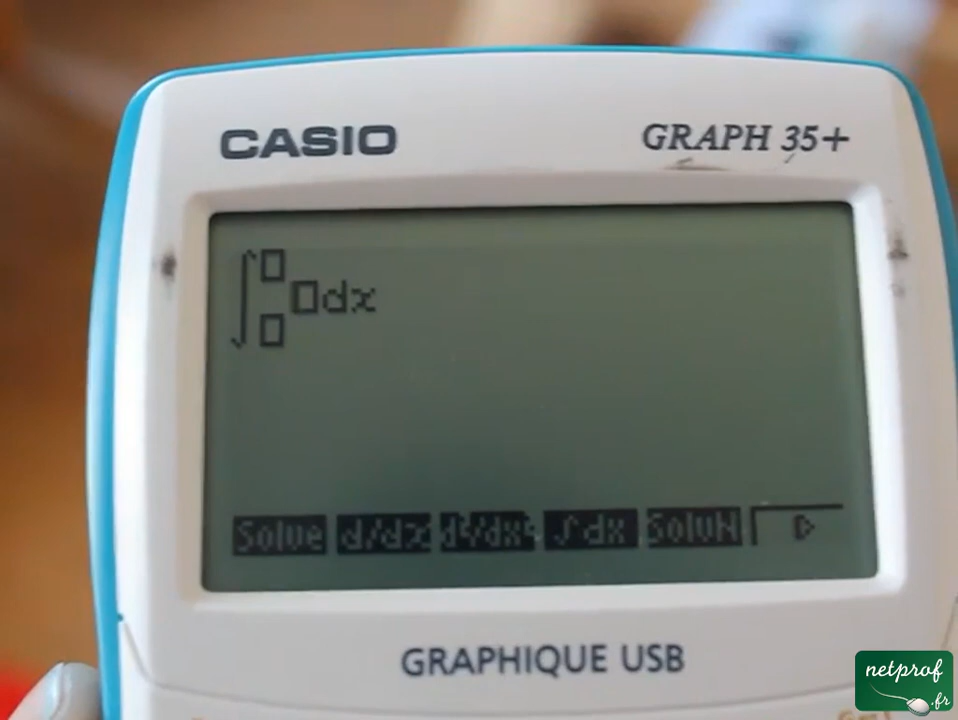 CASIO GRAPH 35+
∫□□□dx
Solve d/dx d²/dx² ∫dx SolvN ▷
GRAPHIQUE USB
netprof
.fr